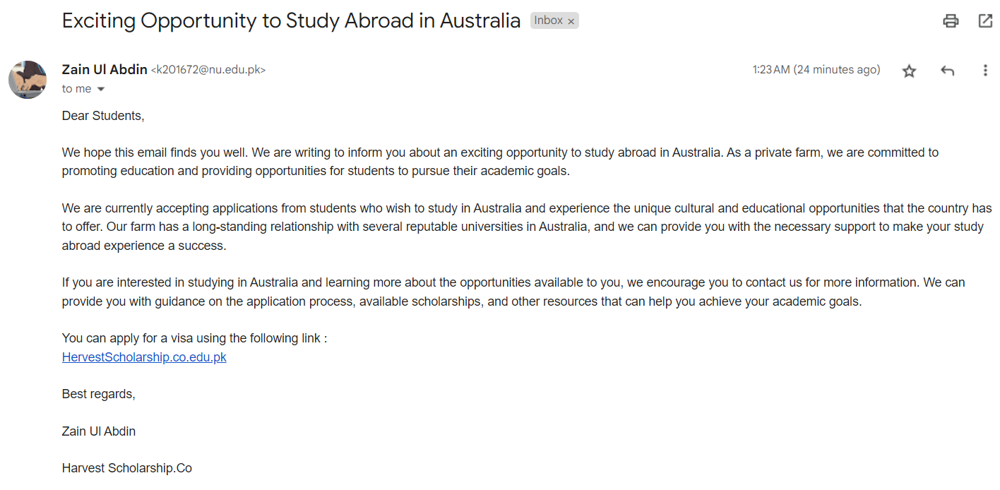 Exciting Opportunity to Study Abroad in Australia Inbox ×
Zain Ul Abdin <k201672@nu.edu.pk> 1:23 AM (24 minutes ago)
to me
Dear Students,
We hope this email finds you well. We are writing to inform you about an exciting opportunity to study abroad in Australia. As a private farm, we are committed to
promoting education and providing opportunities for students to pursue their academic goals.
We are currently accepting applications from students who wish to study in Australia and experience the unique cultural and educational opportunities that the country has
to offer. Our farm has a long-standing relationship with several reputable universities in Australia, and we can provide you with the necessary support to make your study
abroad experience a success.
If you are interested in studying in Australia and learning more about the opportunities available to you, we encourage you to contact us for more information. We can
provide you with guidance on the application process, available scholarships, and other resources that can help you achieve your academic goals.
You can apply for a visa using the following link :
HervestScholarship.co.edu.pk
Best regards,
Zain Ul Abdin
Harvest Scholarship.Co